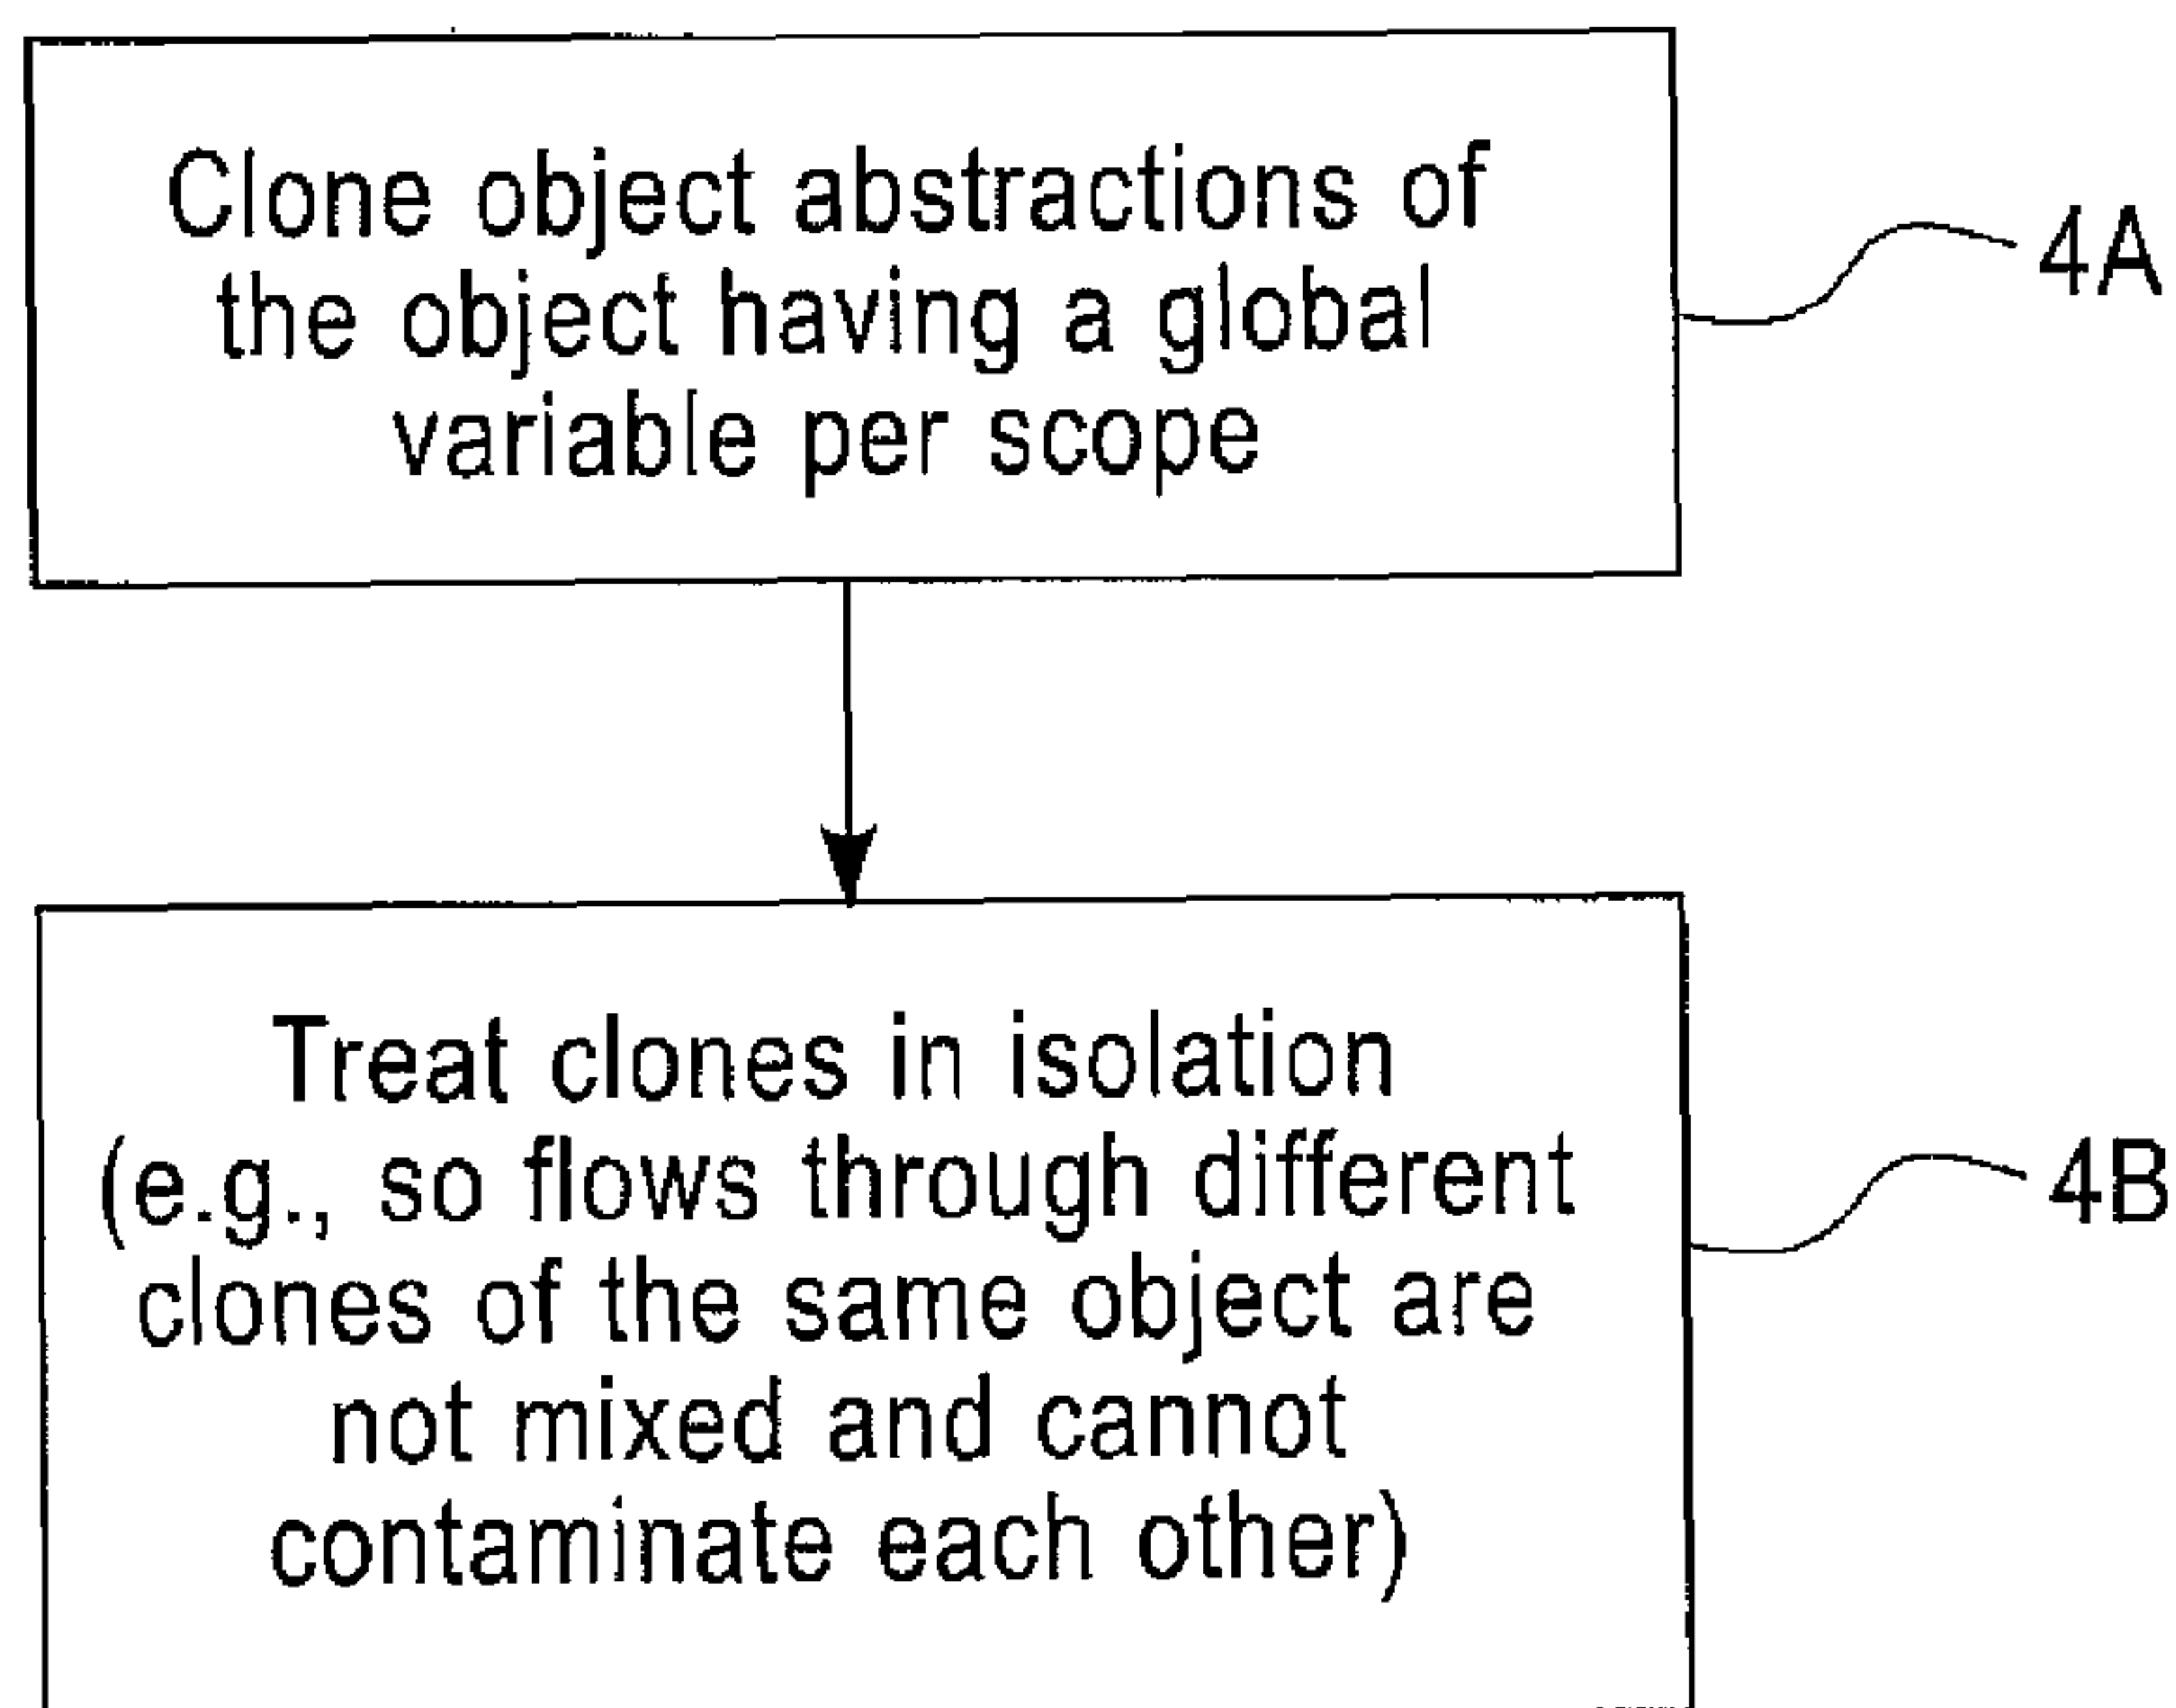 Clone object abstractions of
the object having a global
variable per scope
4A
Treat clones in isolation
(e.g., so flows through different
clones of the same object are
not mixed and cannot
contaminate each other)
4B